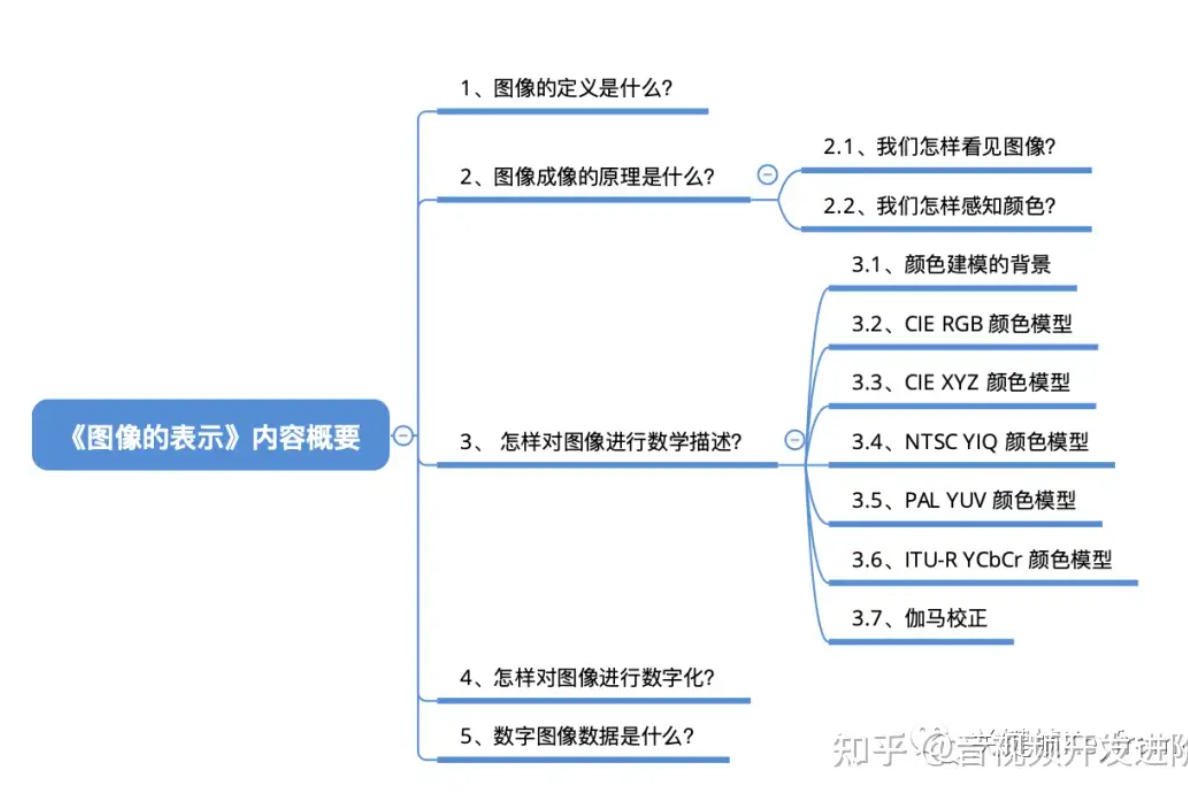 1、图像的定义是什么?
2、图像成像的原理是什么?
2.1、我们怎样看见图像?
2.2、我们怎样感知颜色?
《图像的表示》内容概要
3、 怎样对图像进行数学描述?
3.1、颜色建模的背景
3.2、CIE RGB 颜色模型
3.3、CIE XYZ 颜色模型
3.4、NTSC YIQ 颜色模型
3.5、PAL YUV 颜色模型
3.6、ITU-R YCbCr 颜色模型
3.7、伽马校正
4、怎样对图像进行数字化?
5、数字图像数据是什么?
知乎 @音视频开发进阶